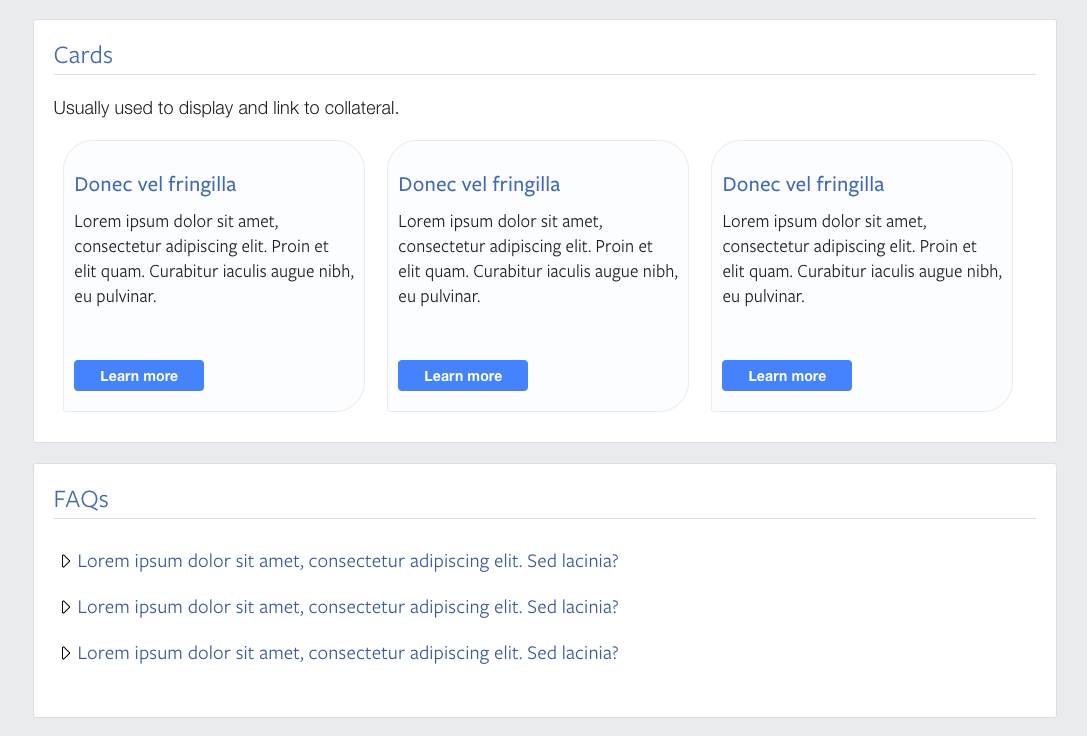 Cards
Usually used to display and link to collateral.
Donec vel fringilla
Lorem ipsum dolor sit amet,
consectetur adipiscing elit. Proin et
elit quam. Curabitur iaculis augue nibh,
eu pulvinar.
Learn more
Donec vel fringilla
Lorem ipsum dolor sit amet,
consectetur adipiscing elit. Proin et
elit quam. Curabitur iaculis augue nibh,
eu pulvinar.
Learn more
Donec vel fringilla
Lorem ipsum dolor sit amet,
consectetur adipiscing elit. Proin et
elit quam. Curabitur iaculis augue nibh,
eu pulvinar.
Learn more
FAQs
Lorem ipsum dolor sit amet, consectetur adipiscing elit. Sed lacinia?
Lorem ipsum dolor sit amet, consectetur adipiscing elit. Sed lacinia?
Lorem ipsum dolor sit amet, consectetur adipiscing elit. Sed lacinia?